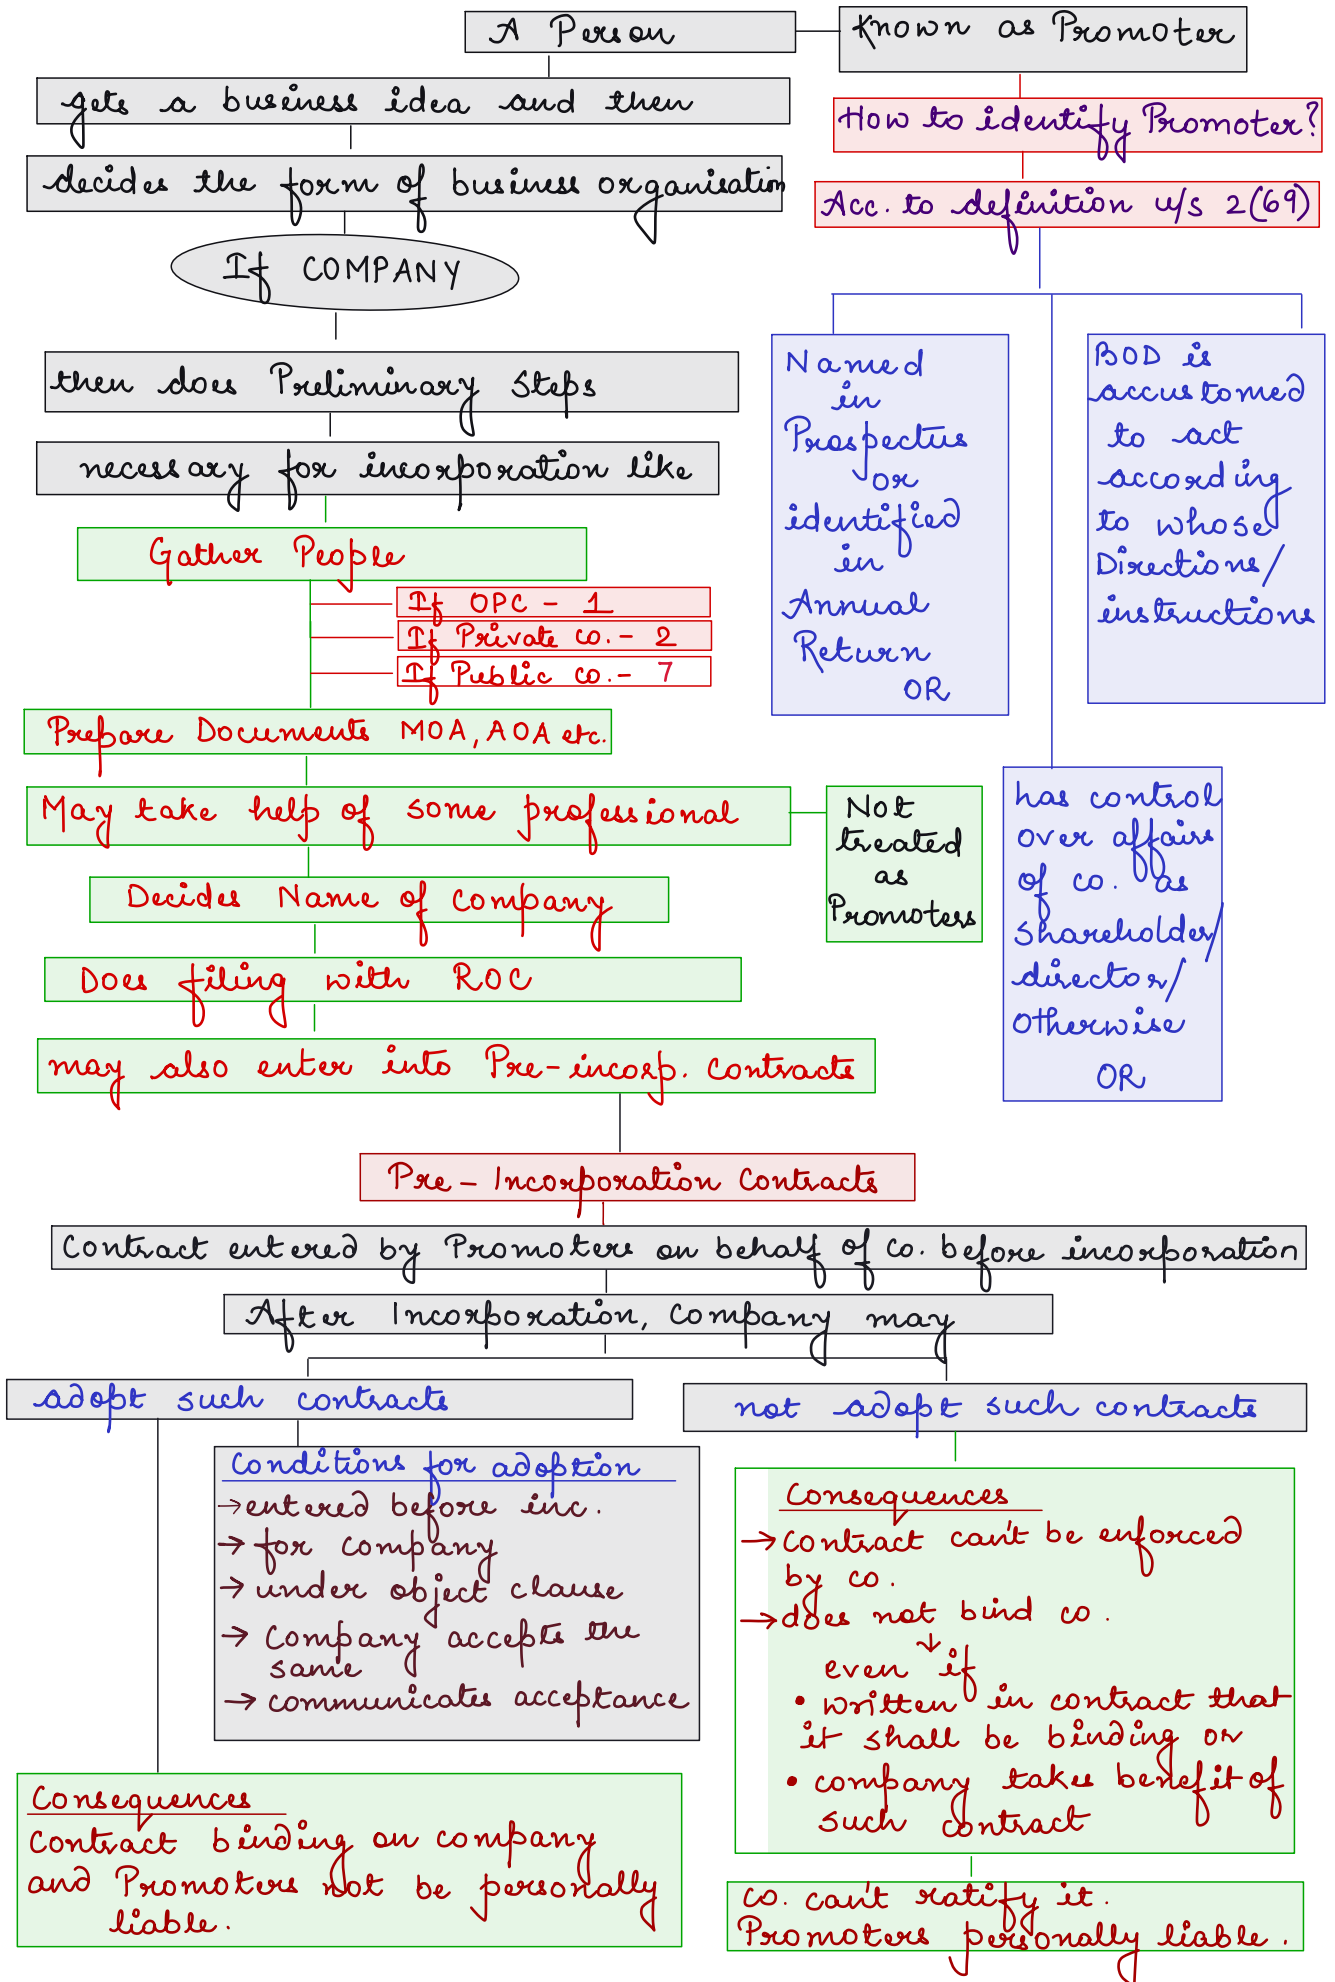 A Person
Known as Promoter
gets a business idea and then
decides the form of business organisation
If COMPANY
then does Preliminary Steps
necessary for incorporation like
Gather People
If OPC - 1
If Private co. - 2
If Public co. - 7
Prepare Documents MOA, AOA etc.
May take help of some professional
Not
treated
as
Promoters
Decides Name of company
Does filing with ROC
may also enter into Pre-incorp. Contracts
How to identify Promoter?
Acc. to definition u/s 2(69)
Named
in
Prospectus
or
identified
in
Annual
Return
OR
has control
over affairs
of co. as
Shareholder/
director/
Otherwise
OR
BOD is
accustomed
to act
according
to whose
Directions/
instructions
Pre - Incorporation Contracts
Contract entered by Promoters on behalf of co. before incorporation
After Incorporation, Company may
adopt such contracts
Conditions for adoption
→ entered before inc.
→ for company
→ under object clause
→ Company accepts the
same
→ communicates acceptance
Consequences
Contract binding on company
and Promoters not be personally
liable.
not adopt such contracts
Consequences
→ Contract can't be enforced
by co.
→ does not bind co.
↓
even if
• written in contract that
it shall be binding or
• company takes benefit of
such contract
co. can't ratify it.
Promoters personally liable.